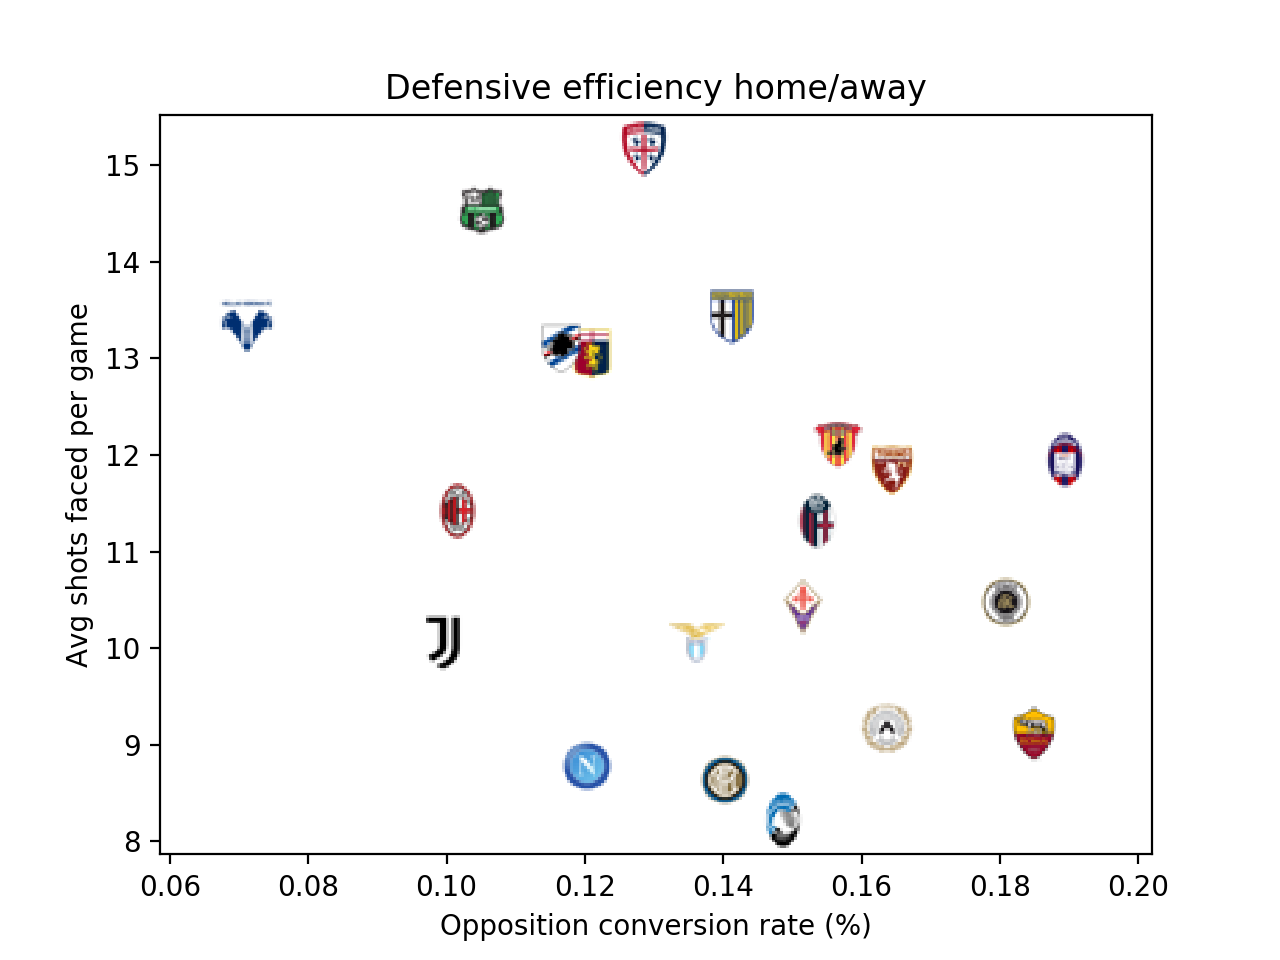 Defensive efficiency home/away
Avg shots faced per game
15
14
13
12
11
10
9
8
0.06 0.08 0.10 0.12 0.14 0.16 0.18 0.20
Opposition conversion rate (%)